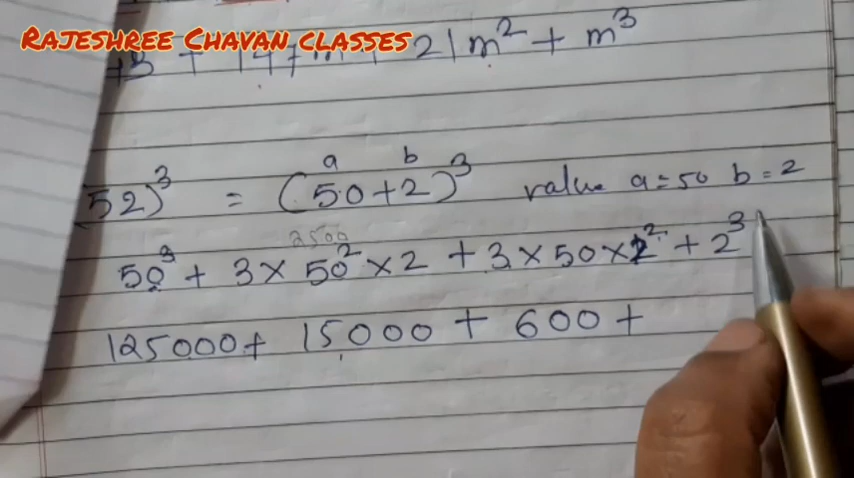 RAJESHREE CHAVAN CLASSES
21m² + m³
a b
52)³ = (50+2)³ value a=50 b=2
2500
50³ + 3× 50² ×2 + 3×50×2² + 2³
125000+ 15000 + 600 +